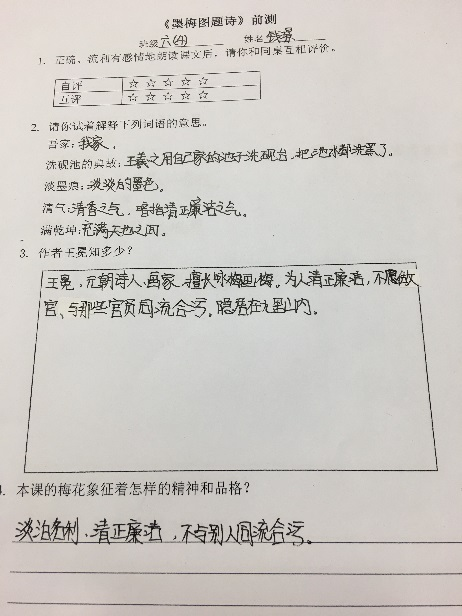 《墨梅图题诗》前测
班级 六(4) 姓名
1. 正确、流利有感情地朗读课文后，请你和同桌互相评价。
自评 ☆ ☆ ☆ ☆ ☆
互评 ☆ ☆ ☆ ☆ ☆
2. 请你试着解释下列词语的意思。
吾家：我家。
洗砚池的典故：王羲之用自己家的池子洗砚台，把池水都洗黑了。
淡墨痕：淡淡的墨色。
清气：清香之气，暗指清正廉洁之气。
满乾坤：充满天地之间。
3. 作者王冕知多少？
王冕，元朝诗人、画家，擅长咏梅画梅。为人清正廉洁，不愿做
官、与那些官员同流合污。隐居在九里山内。
4. 本课的梅花象征着怎样的精神和品格？
淡泊名利、清正廉洁，不与别人同流合污。